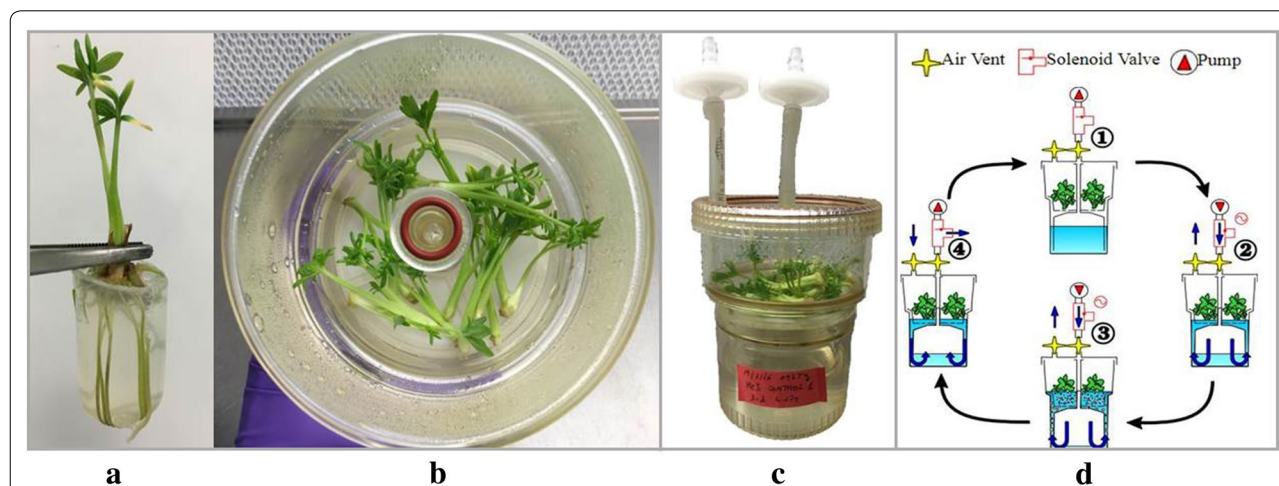 Air Vent Solenoid Valve Pump
①
②
③
④
a b c d